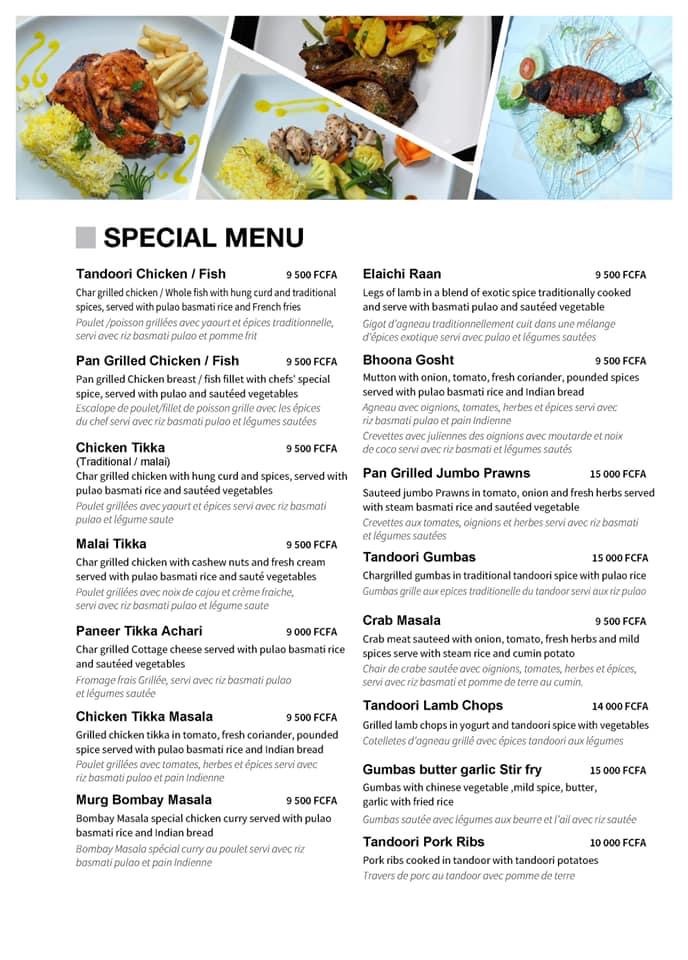 SPECIAL MENU
Tandoori Chicken / Fish 9 500 FCFA
Char grilled chicken / Whole fish with hung curd and traditional
spices, served with pulao basmati rice and French fries
Poulet /poisson grillées avec yaourt et épices traditionnelle,
servi avec riz basmati pulao et pomme frit
Pan Grilled Chicken / Fish 9 500 FCFA
Pan grilled Chicken breast / fish fillet with chefs' special
spice, served with pulao and sautéed vegetables
Escalope de poulet/fillet de poisson grille avec les épices
du chef servi avec riz basmati pulao et légumes sautées
Chicken Tikka 9 500 FCFA
(Traditional / malai)
Char grilled chicken with hung curd and spices, served with
pulao basmati rice and sautéed vegetables
Poulet grillées avec yaourt et épices servi avec riz basmati
pulao et légume saute
Malai Tikka 9 500 FCFA
Char grilled chicken with cashew nuts and fresh cream
served with pulao basmati rice and sauté vegetables
Poulet grillées avec noix de cajou et crème fraiche,
servi avec riz basmati pulao et légume saute
Paneer Tikka Achari 9 000 FCFA
Char grilled Cottage cheese served with pulao basmati rice
and sautéed vegetables
Fromage frais Grillée, servi avec riz basmati pulao
et légumes sautée
Chicken Tikka Masala 9 500 FCFA
Grilled chicken tikka in tomato, fresh coriander, pounded
spice served with pulao basmati rice and Indian bread
Poulet grillées avec tomates, herbes et épices servi avec
riz basmati pulao et pain Indienne
Murg Bombay Masala 9 500 FCFA
Bombay Masala special chicken curry served with pulao
basmati rice and Indian bread
Bombay Masala spécial curry au poulet servi avec riz
basmati pulao et pain Indienne
Elaichi Raan 9 500 FCFA
Legs of lamb in a blend of exotic spice traditionally cooked
and serve with basmati pulao and sautéed vegetable
Gigot d'agneau traditionnellement cuit dans une mélange
d'épices exotique servi avec pulao et légumes sautées
Bhoona Gosht 9 500 FCFA
Mutton with onion, tomato, fresh coriander, pounded spices
served with pulao basmati rice and Indian bread
Agneau avec oignions, tomates, herbes et épices servi avec
riz basmati pulao et pain Indienne
Crevettes avec juliennes des oignions avec moutarde et noix
de coco servi avec riz basmati et légumes sautés
Pan Grilled Jumbo Prawns 15 000 FCFA
Sauteed jumbo Prawns in tomato, onion and fresh herbs served
with steam basmati rice and sautéed vegetable
Crevettes aux tomates, oignions et herbes servi avec riz basmati
et légumes sautées
Tandoori Gumbas 15 000 FCFA
Chargrilled gumbas in traditional tandoori spice with pulao rice
Gumbas grille aux epices traditionelle du tandoor servi aux riz pulao
Crab Masala 9 500 FCFA
Crab meat sauteed with onion, tomato, fresh herbs and mild
spices serve with steam rice and cumin potato
Chair de crabe sautée avec oignions, tomates, herbes et épices,
servi avec riz basmati et pomme de terre au cumin.
Tandoori Lamb Chops 14 000 FCFA
Grilled lamb chops in yogurt and tandoori spice with vegetables
Cotelletes d'agneau grillé avec épices tandoori aux légumes
Gumbas butter garlic Stir fry 15 000 FCFA
Gumbas with chinese vegetable ,mild spice, butter,
garlic with fried rice
Gumbas sautée avec légumes aux beurre et l'ail avec riz sautée
Tandoori Pork Ribs 10 000 FCFA
Pork ribs cooked in tandoor with tandoori potatoes
Travers de porc au tandoor avec pomme de terre